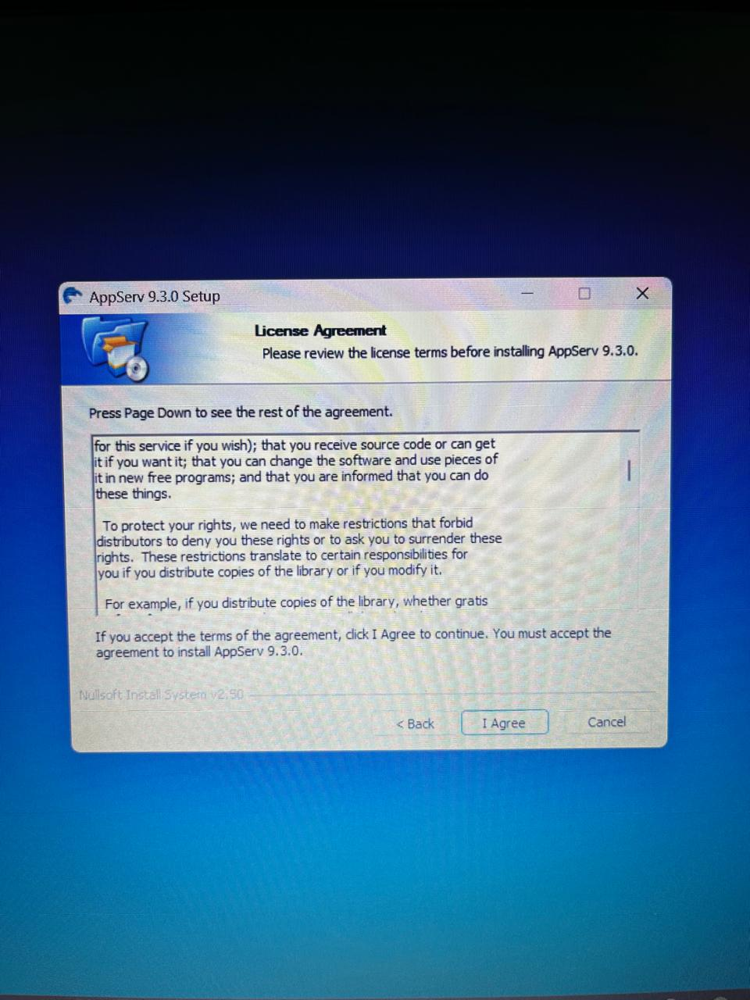 AppServ 9.3.0 Setup
License Agreement
Please review the license terms before installing AppServ 9.3.0.
Press Page Down to see the rest of the agreement.
for this service if you wish); that you receive source code or can get
it if you want it; that you can change the software and use pieces of
it in new free programs; and that you are informed that you can do
these things.
To protect your rights, we need to make restrictions that forbid
distributors to deny you these rights or to ask you to surrender these
rights.  These restrictions translate to certain responsibilities for
you if you distribute copies of the library or if you modify it.
For example, if you distribute copies of the library, whether gratis
If you accept the terms of the agreement, click I Agree to continue. You must accept the
agreement to install AppServ 9.3.0.
Nullsoft Install System v2.50
< Back
I Agree
Cancel